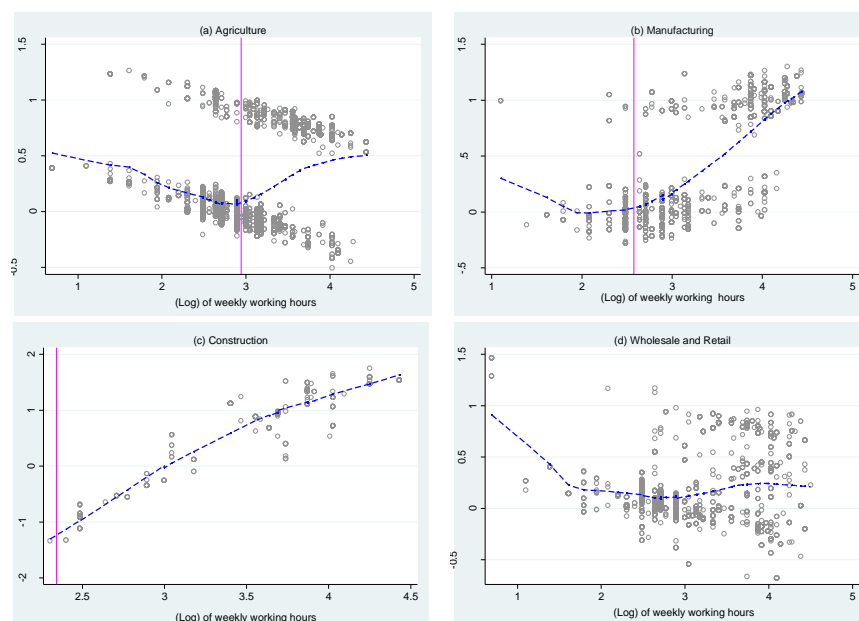 (a) Agriculture
1.5
1
0.5
0
-0.5
1 2 3 4 5
(Log) of weekly working hours
(b) Manufacturing
1.5
1
.5
0
-.5
1 2 3 4 5
(Log) of weekly working hours
(c) Construction
2
1
0
-1
-2
2.5 3 3.5 4 4.5
(Log) of weekly working hours
(d) Wholesale and Retail
1.5
1
0.5
0
-0.5
1 2 3 4 5
(Log) of weekly working hours